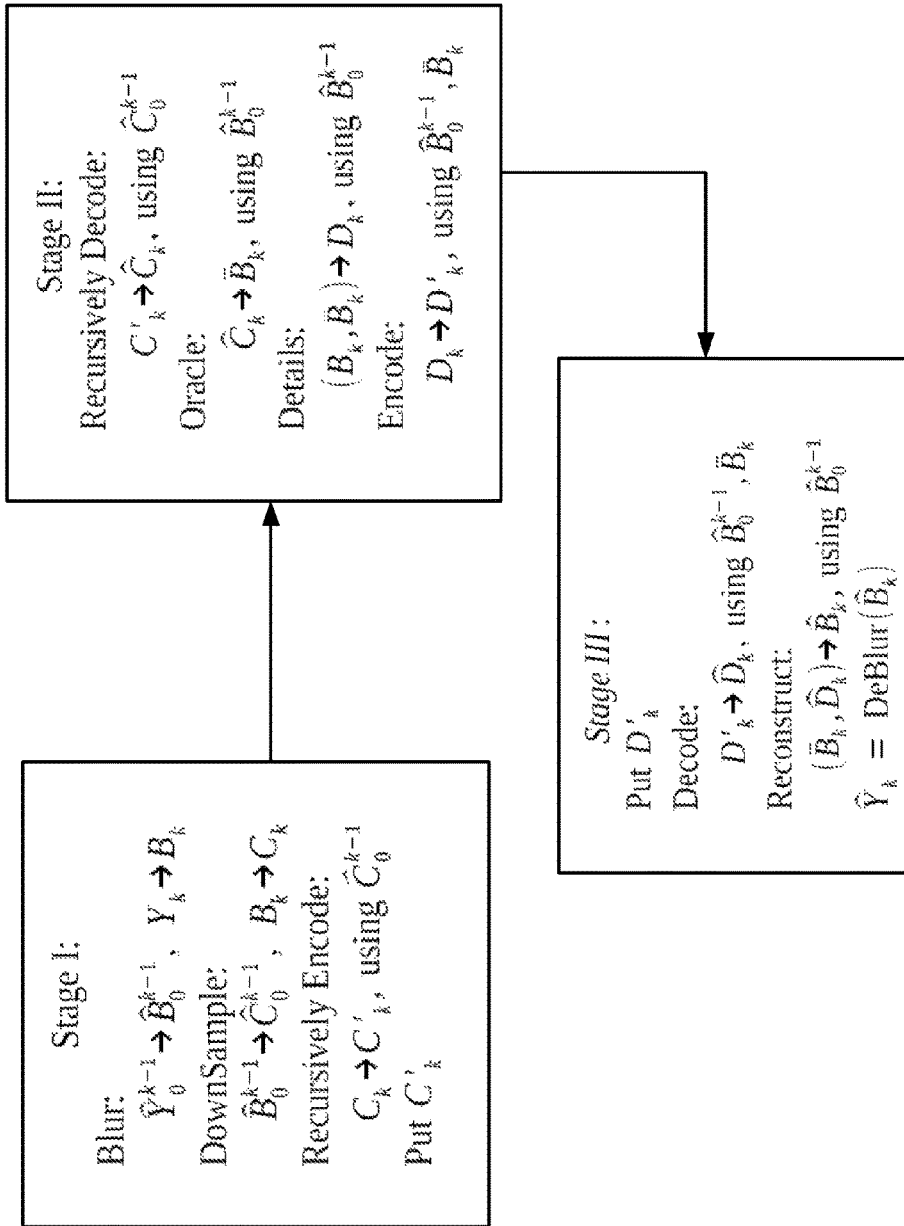 Stage I:
Blur:
Ŷ₀ᵏ⁻¹→B̂₀ᵏ⁻¹, Yₖ→Bₖ
DownSample:
B̂₀ᵏ⁻¹→Ĉ₀ᵏ⁻¹, Bₖ→Cₖ
Recursively Encode:
Cₖ→C'ₖ, using Ĉ₀ᵏ⁻¹
Put C'ₖ
Stage II:
Recursively Decode:
C'ₖ→Ĉₖ, using Ĉ₀ᵏ⁻¹
Oracle:
Ĉₖ→B̄ₖ, using B̂₀ᵏ⁻¹
Details:
(Bₖ,B̄ₖ)→Dₖ, using B̂₀ᵏ⁻¹
Encode:
Dₖ→D'ₖ, using B̂₀ᵏ⁻¹,B̄ₖ
Stage III:
Put D'ₖ
Decode:
D'ₖ→D̂ₖ, using B̂₀ᵏ⁻¹,B̄ₖ
Reconstruct:
(B̄ₖ,D̂ₖ)→B̂ₖ, using B̂₀ᵏ⁻¹
Ŷₖ = DeBlur(B̂ₖ)